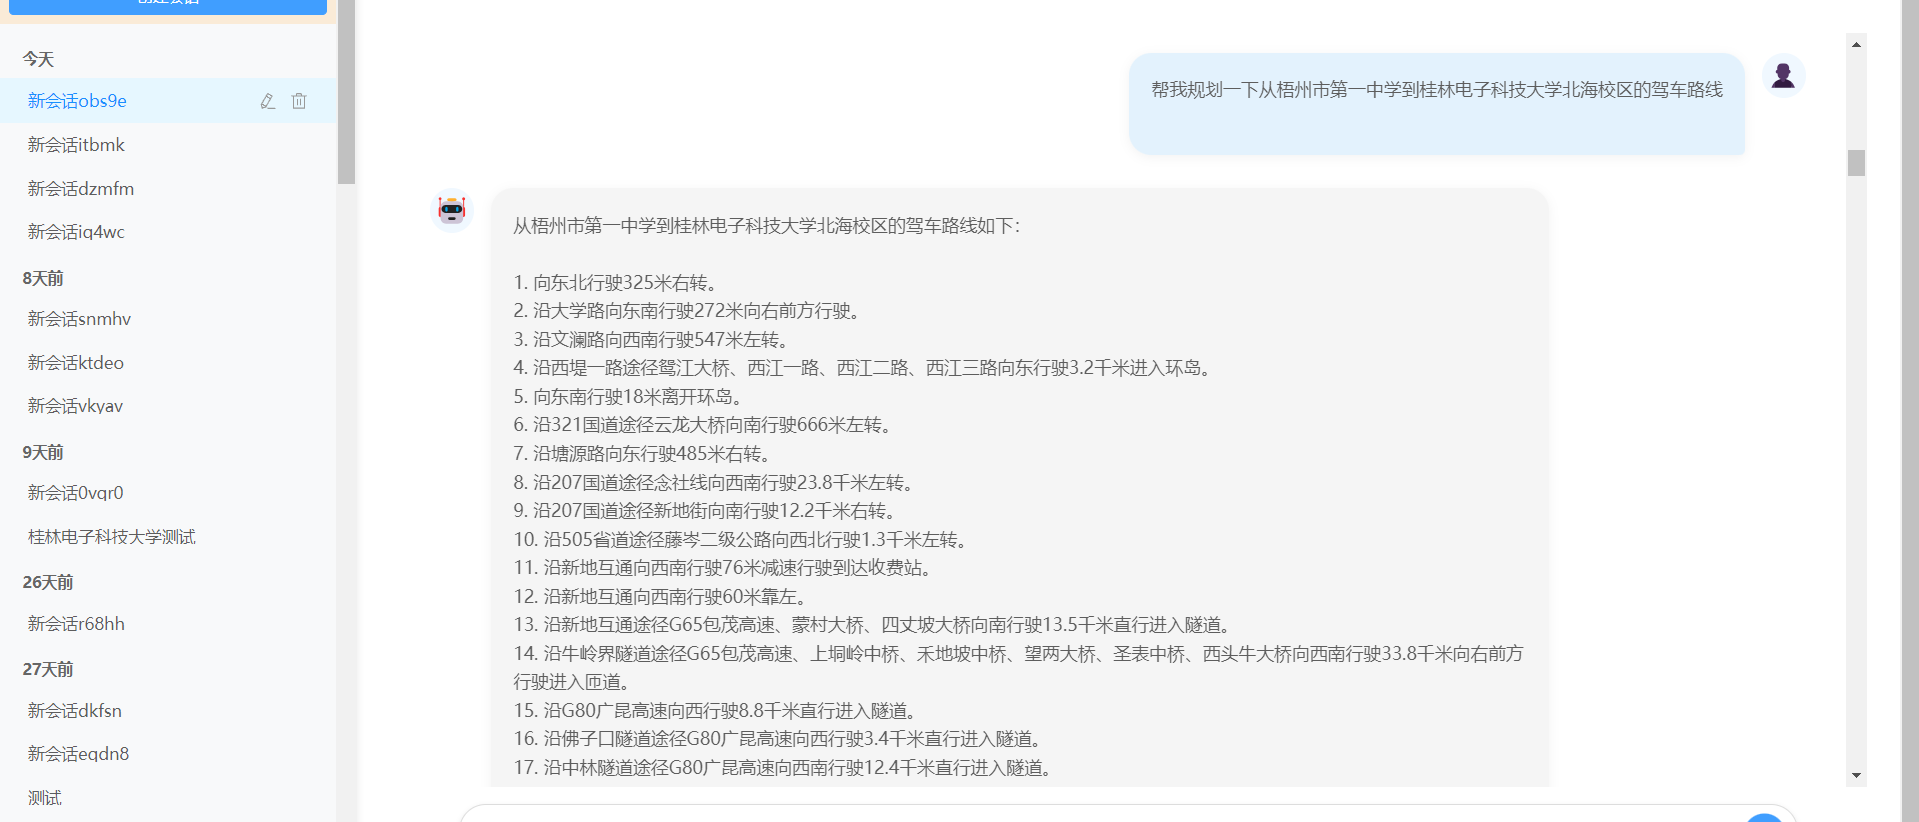 今天
新会话obs9e
新会话itbmk
新会话dzmfm
新会话iq4wc
8天前
新会话snmhv
新会话ktdeo
新会话vkyav
9天前
新会话0vqr0
桂林电子科技大学测试
26天前
新会话r68hh
27天前
新会话dkfsn
新会话eqdn8
测试
帮我规划一下从梧州市第一中学到桂林电子科技大学北海校区的驾车路线
从梧州市第一中学到桂林电子科技大学北海校区的驾车路线如下：
1. 向东北行驶325米右转。
2. 沿大学路向东南行驶272米向右前方行驶。
3. 沿文澜路向西南行驶547米左转。
4. 沿西堤一路途径鸳江大桥、西江一路、西江二路、西江三路向东行驶3.2千米进入环岛。
5. 向东南行驶18米离开环岛。
6. 沿321国道途径云龙大桥向南行驶666米左转。
7. 沿塘源路向东行驶485米右转。
8. 沿207国道途径念社线向西南行驶23.8千米左转。
9. 沿207国道途径新地街向南行驶12.2千米右转。
10. 沿505省道途径藤岑二级公路向西北行驶1.3千米左转。
11. 沿新地互通向西南行驶76米减速行驶到达收费站。
12. 沿新地互通向西南行驶60米靠左。
13. 沿新地互通途径G65包茂高速、蒙村大桥、四丈坡大桥向南行驶13.5千米直行进入隧道。
14. 沿牛岭界隧道途径G65包茂高速、上垌岭中桥、禾地坡中桥、望两大桥、圣表中桥、西头牛大桥向西南行驶33.8千米向右前方
行驶进入匝道。
15. 沿G80广昆高速向西行驶8.8千米直行进入隧道。
16. 沿佛子口隧道途径G80广昆高速向西行驶3.4千米直行进入隧道。
17. 沿中林隧道途径G80广昆高速向西南行驶12.4千米直行进入隧道。